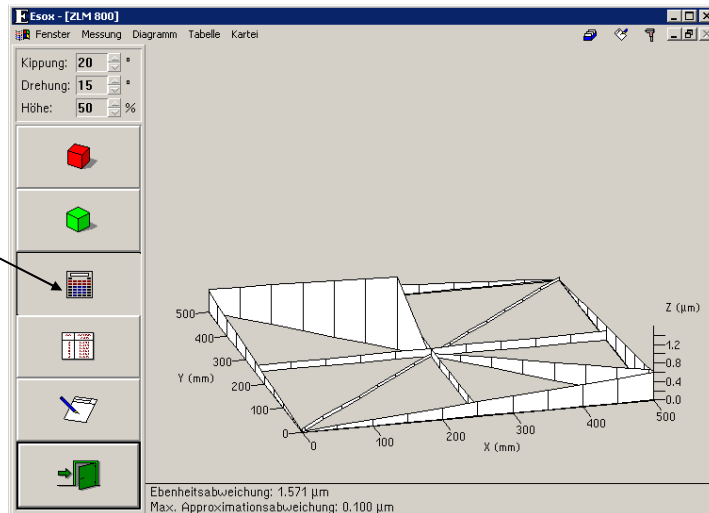 Esox - [ZLM 800]
Fenster Messung Diagramm Tabelle Kartei
Kippung: 20 °
Drehung: 15 °
Höhe: 50 %
Z (µm)
1.2
0.8
0.4
0.0
500
400
300
200
100
0
Y (mm)
0
100
200
300
400
500
X (mm)
Ebenheitsabweichung: 1.571 µm
Max. Approximationsabweichung: 0.100 µm